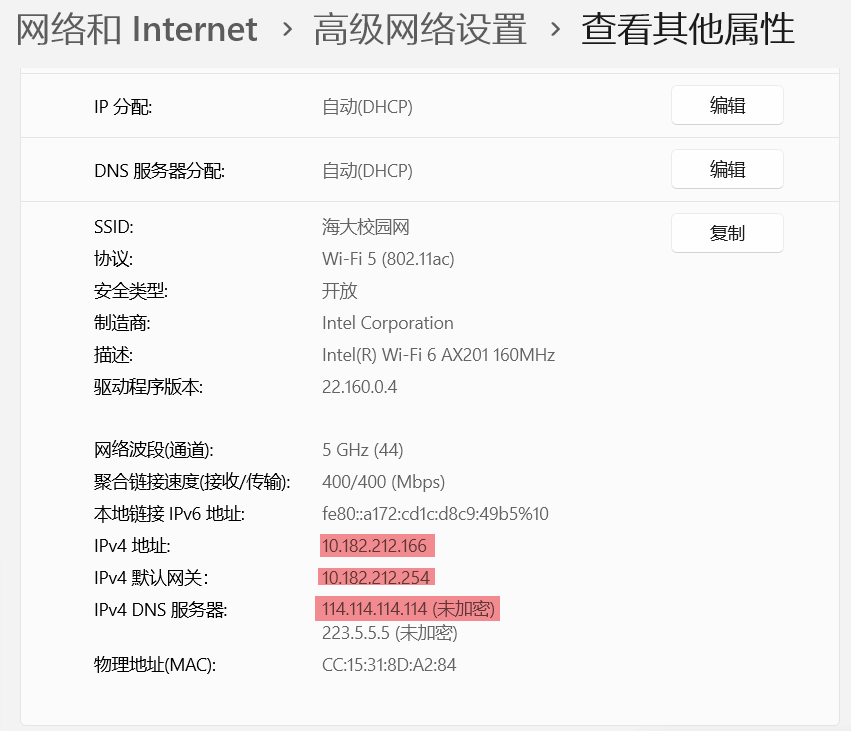 网络和 Internet › 高级网络设置 › 查看其他属性
IP 分配: 自动(DHCP) 编辑
DNS 服务器分配: 自动(DHCP) 编辑
SSID: 海大校园网 复制
协议: Wi-Fi 5 (802.11ac)
安全类型: 开放
制造商: Intel Corporation
描述: Intel(R) Wi-Fi 6 AX201 160MHz
驱动程序版本: 22.160.0.4
网络波段(通道): 5 GHz (44)
聚合链接速度(接收/传输): 400/400 (Mbps)
本地链接 IPv6 地址: fe80::a172:cd1c:d8c9:49b5%10
IPv4 地址: 10.182.212.166
IPv4 默认网关: 10.182.212.254
IPv4 DNS 服务器: 114.114.114.114 (未加密)
223.5.5.5 (未加密)
物理地址(MAC): CC:15:31:8D:A2:84